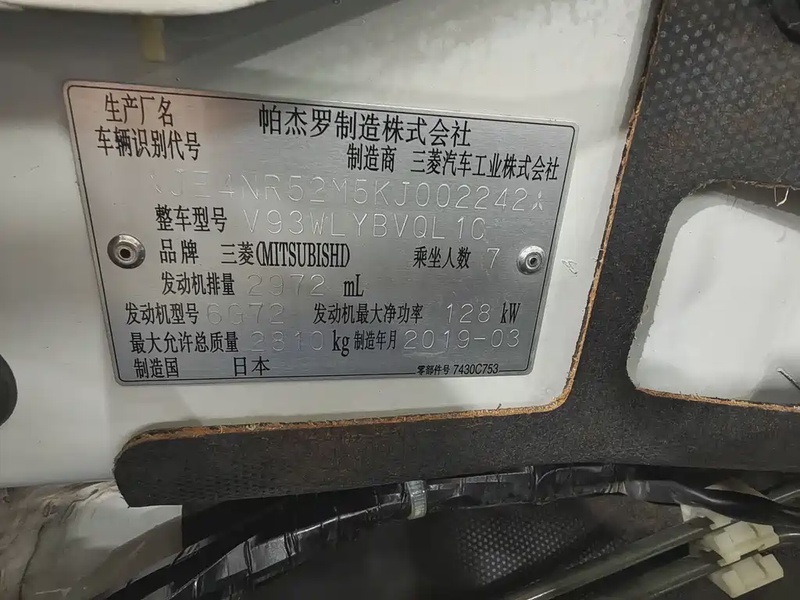 生产厂名 帕杰罗制造株式会社
车辆识别代号 制造商 三菱汽车工业株式会社
JE4NR52M5KJ002242
整车型号 V93WLYBVQL1C
品牌 三菱(MITSUBISHI) 乘坐人数 7
发动机排量 2972 mL
发动机型号 6G72 发动机最大净功率 128 kW
最大允许总质量 2810 kg 制造年月 2019-03
制造国 日本 零部件号 7430C753